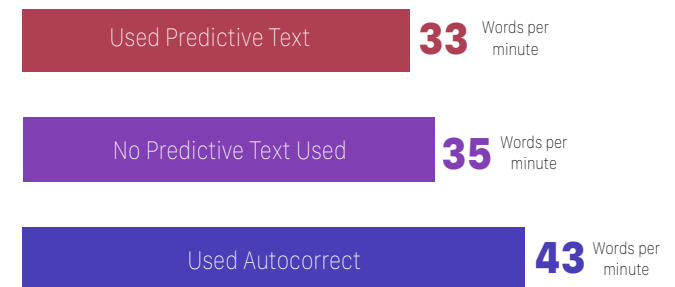 Used Predictive Text
33
Words per
minute
No Predictive Text Used
35
Words per
minute
Used Autocorrect
43
Words per
minute